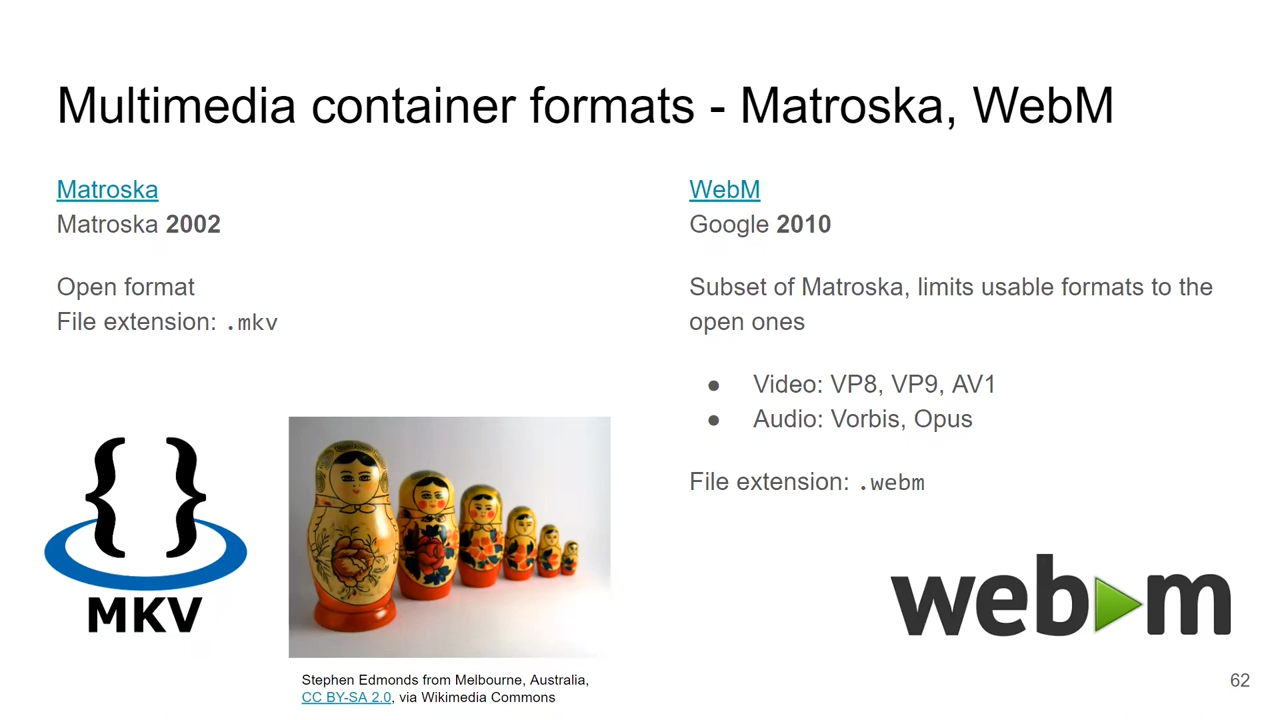 Multimedia container formats - Matroska, WebM
Matroska
Matroska 2002
Open format
File extension: .mkv
MKV
Stephen Edmonds from Melbourne, Australia,
CC BY-SA 2.0, via Wikimedia Commons
WebM
Google 2010
Subset of Matroska, limits usable formats to the
open ones
● Video: VP8, VP9, AV1
● Audio: Vorbis, Opus
File extension: .webm
webm
62